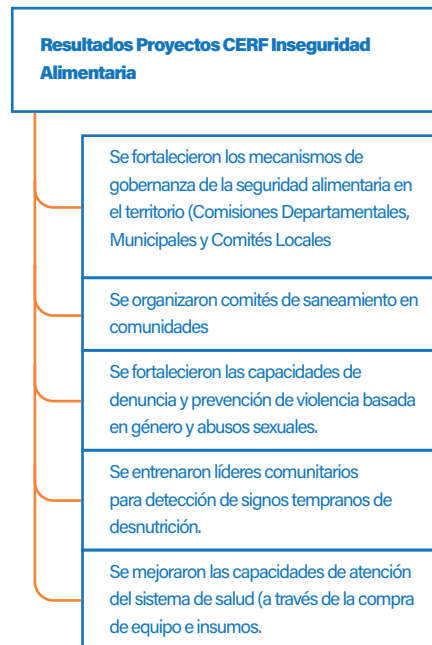 Resultados Proyectos CERF Inseguridad
Alimentaria
Se fortalecieron los mecanismos de
gobernanza de la seguridad alimentaria en
el territorio (Comisiones Departamentales,
Municipales y Comités Locales
Se organizaron comités de saneamiento en
comunidades
Se fortalecieron las capacidades de
denuncia y prevención de violencia basada
en género y abusos sexuales.
Se entrenaron líderes comunitarios
para detección de signos tempranos de
desnutrición.
Se mejoraron las capacidades de atención
del sistema de salud (a través de la compra
de equipo e insumos.